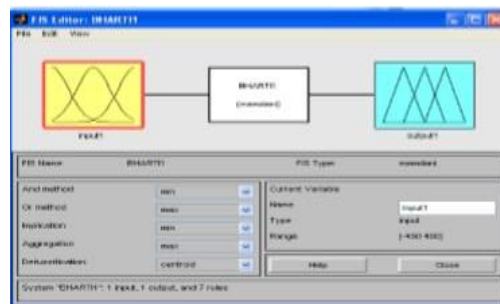 FIS Editor: BHARTI1
File Edit View
BHARTI1
(mamdani)
input1
output1
FIS Name BHARTI1 FIS Type mamdani
And method min
Or method max
Implication min
Aggregation max
Defuzzification centroid
Current Variable
Name input1
Type input
Range [-400 400]
Help Close
System "BHARTI1": 1 input, 1 output, and 7 rules